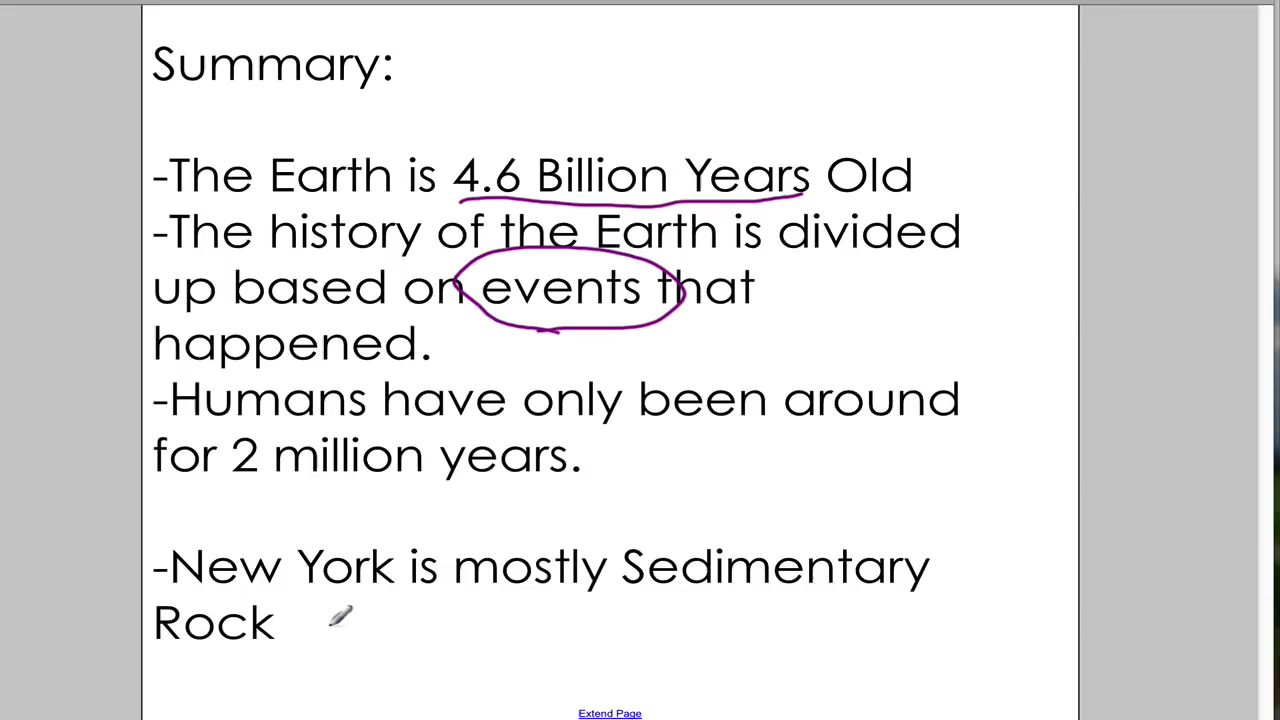 Summary:
-The Earth is 4.6 Billion Years Old
-The history of the Earth is divided
up based on events that
happened.
-Humans have only been around
for 2 million years.
-New York is mostly Sedimentary
Rock
Extend Page